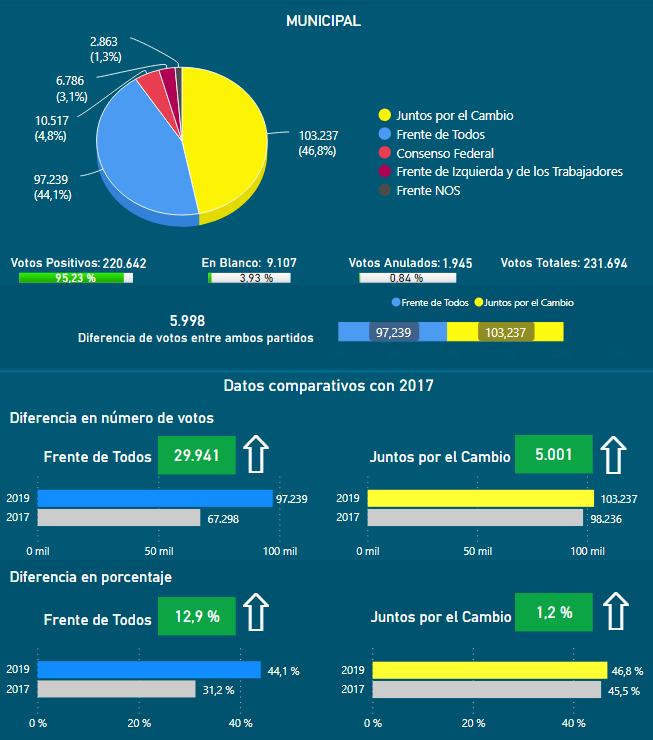 MUNICIPAL
2.863
(1,3%)
6.786
(3,1%)
10.517
(4,8%)
97.239
(44,1%)
103.237
(46,8%)
Juntos por el Cambio
Frente de Todos
Consenso Federal
Frente de Izquierda y de los Trabajadores
Frente NOS
Votos Positivos: 220.642
95,23 %
En Blanco: 9.107
3,93 %
Votos Anulados: 1.945
0,84 %
Votos Totales: 231.694
5.998
Diferencia de votos entre ambos partidos
Frente de Todos Juntos por el Cambio
97,239 103,237
Datos comparativos con 2017
Diferencia en número de votos
Frente de Todos 29.941
2019 97.239
2017 67.298
0 mil 50 mil 100 mil
Juntos por el Cambio 5.001
2019 103.237
2017 98.236
0 mil 50 mil 100 mil
Diferencia en porcentaje
Frente de Todos 12,9 %
2019 44,1 %
2017 31,2 %
0 % 20 % 40 %
Juntos por el Cambio 1,2 %
2019 46,8 %
2017 45,5 %
0 % 20 % 40 %